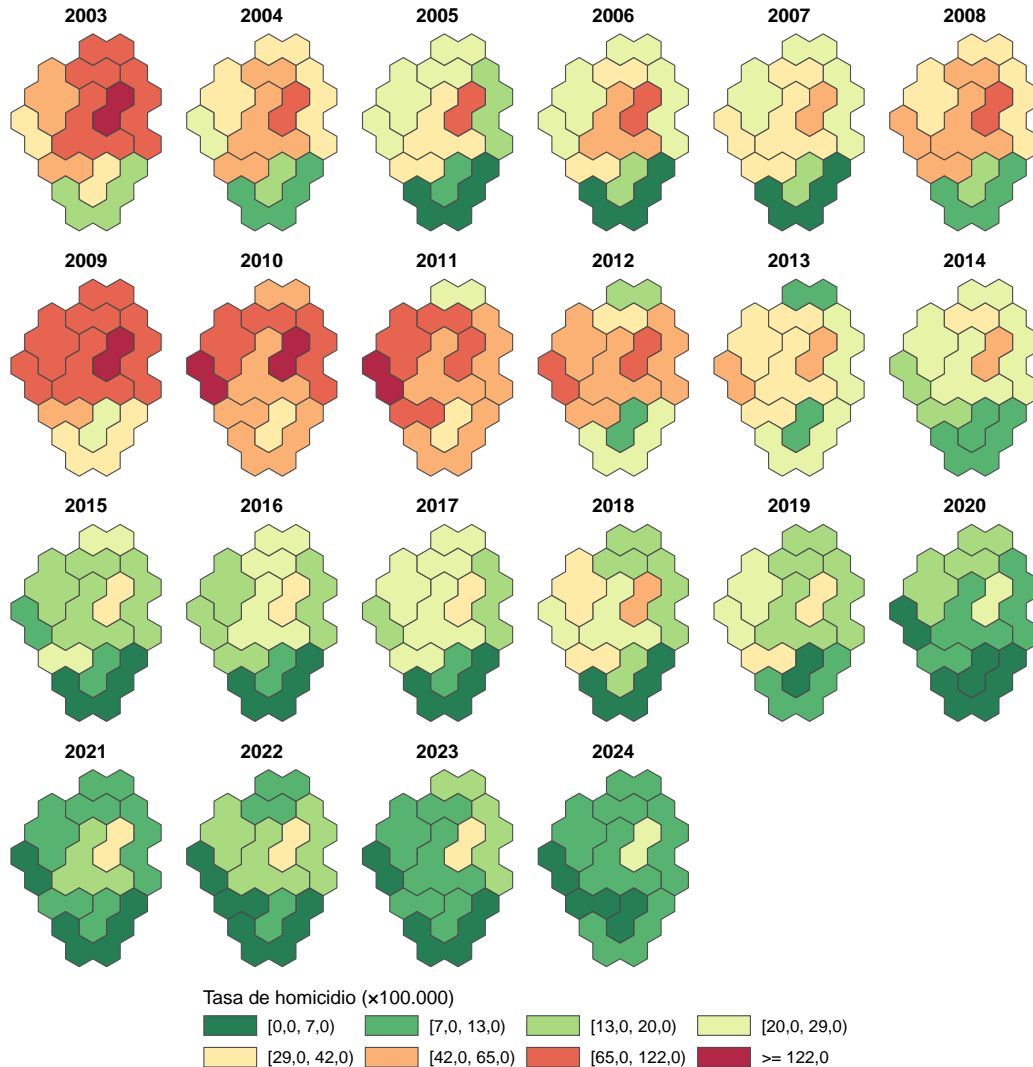 2003 2004 2005 2006 2007 2008
2009 2010 2011 2012 2013 2014
2015 2016 2017 2018 2019 2020
2021 2022 2023 2024
Tasa de homicidio (×100.000)
[0,0, 7,0) [7,0, 13,0) [13,0, 20,0) [20,0, 29,0)
[29,0, 42,0) [42,0, 65,0) [65,0, 122,0) >= 122,0